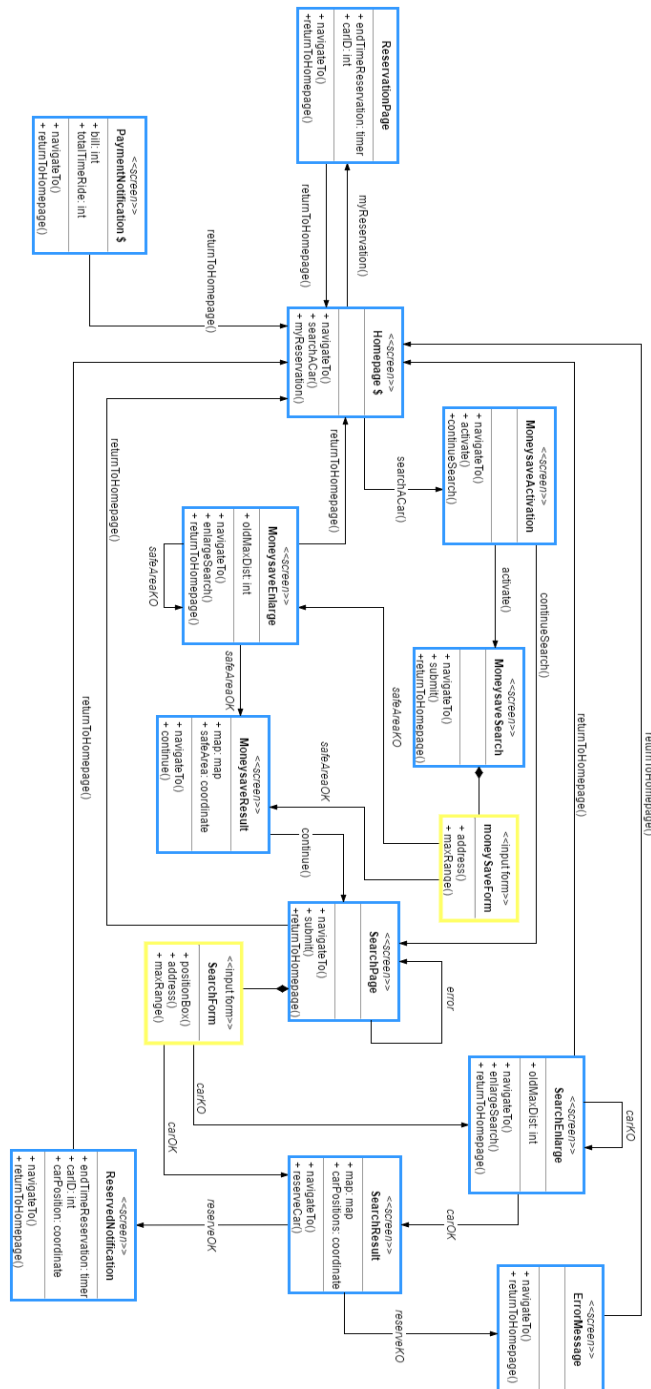 returnToHomepage()
returnToHomepage()
<<screen>>
ErrorMessage
+ navigateTo()
+ returnToHomepage()
<<screen>>
MoneysaveActivation
+ navigateTo()
+ activate()
+continueSearch()
continueSearch()
activate()
<<screen>>
MoneysaveSearch
+ navigateTo()
+ submit()
+returnToHomepage()
<<input form>>
moneySaveForm
+ address()
+ maxRange()
carKO
<<screen>>
SearchEnlarge
+ oldMaxDist: int
+ navigateTo()
+ enlargeSearch()
+ returnToHomepage()
searchACar()
safeAreaKO
safeAreaOK
error
carOK
reserveKO
ReservationPage
+ endTimeReservation: timer
+ carID: int
+ navigateTo()
+returnToHomepage()
myReservation()
returnToHomepage()
<<screen>>
Homepage $
+ navigateTo()
+ searchACar()
+ myReservation()
<<screen>>
SearchPage
+ navigateTo()
+ submit()
+returnToHomepage()
<<screen>>
SearchResult
+ map: map
+ carPositions: coordinate
+ navigateTo()
+ reserveCar()
returnToHomepage()
<<screen>>
MoneysaveEnlarge
+ oldMaxDist: int
+ navigateTo()
+ enlargeSearch()
+ returnToHomepage()
safeAreaKO
safeAreaOK
<<screen>>
MoneysaveResult
+ map: map
+ safeArea: coordinate
+ navigateTo()
+ continue()
continue()
<<input form>>
SearchForm
+ positionBox()
+ address()
+ maxRange()
carKO
carOK
reserveOK
<<screen>>
PaymentNotification $
+ bill: int
+ totalTimeRide: int
+ navigateTo()
+ returnToHomepage()
returnToHomepage()
returnToHomepage()
returnToHomepage()
<<screen>>
ReservedNotification
+ endTimeReservation: timer
+ carID: int
+ carPosition: coordinate
+ navigateTo()
+ returnToHomepage()